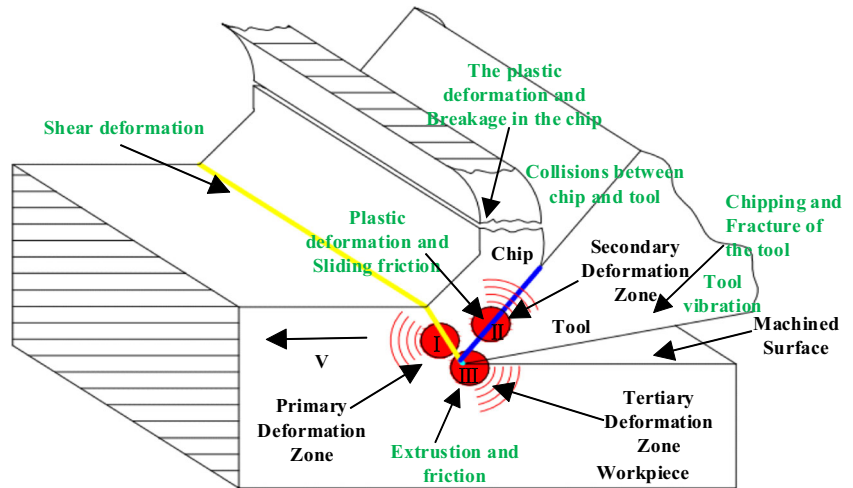 The plastic
deformation and
Breakage in the chip
Shear deformation
Collisions between
chip and tool
Chipping and
Fracture of
the tool
Plastic
deformation and
Sliding friction
Chip
Secondary
Deformation
Zone
Tool
vibration
II
Tool
Machined
Surface
I
V
III
Primary
Deformation
Zone
Tertiary
Deformation
Zone
Extrustion and
friction
Workpiece